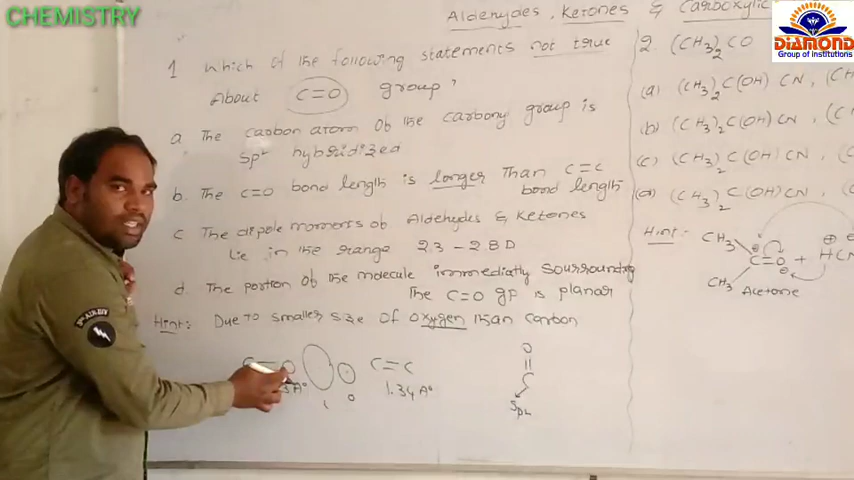 CHEMISTRY
Aldehydes, Ketones & Carboxylic
DIAMOND
Group of Institutions
1 which of the following statements not true
About C=O group?
a The carbon atom of the carbony group is
sp² hybridized
b. The C=O bond length is longer Than C=C
bond length
c The dipole moments of Aldehydes & Ketones
lie in the range 2.3 - 2.8 D
d. The portion of the molecule immediatly sourrounding
The C=O gp is planar
Hint: Due to smaller size of oxygen than carbon
C=C
1.34 A°
O
C
Sp2
2. (CH3)2 CO
(a) (CH3)2 C(OH) CN,
(b) (CH3)2 C(OH) CN,
(c) (CH3)2 C(OH) CN,
(d) (CH3)2 C(OH) CN,
Hint:- CH3
C=O + HCN
CH3 Acetone